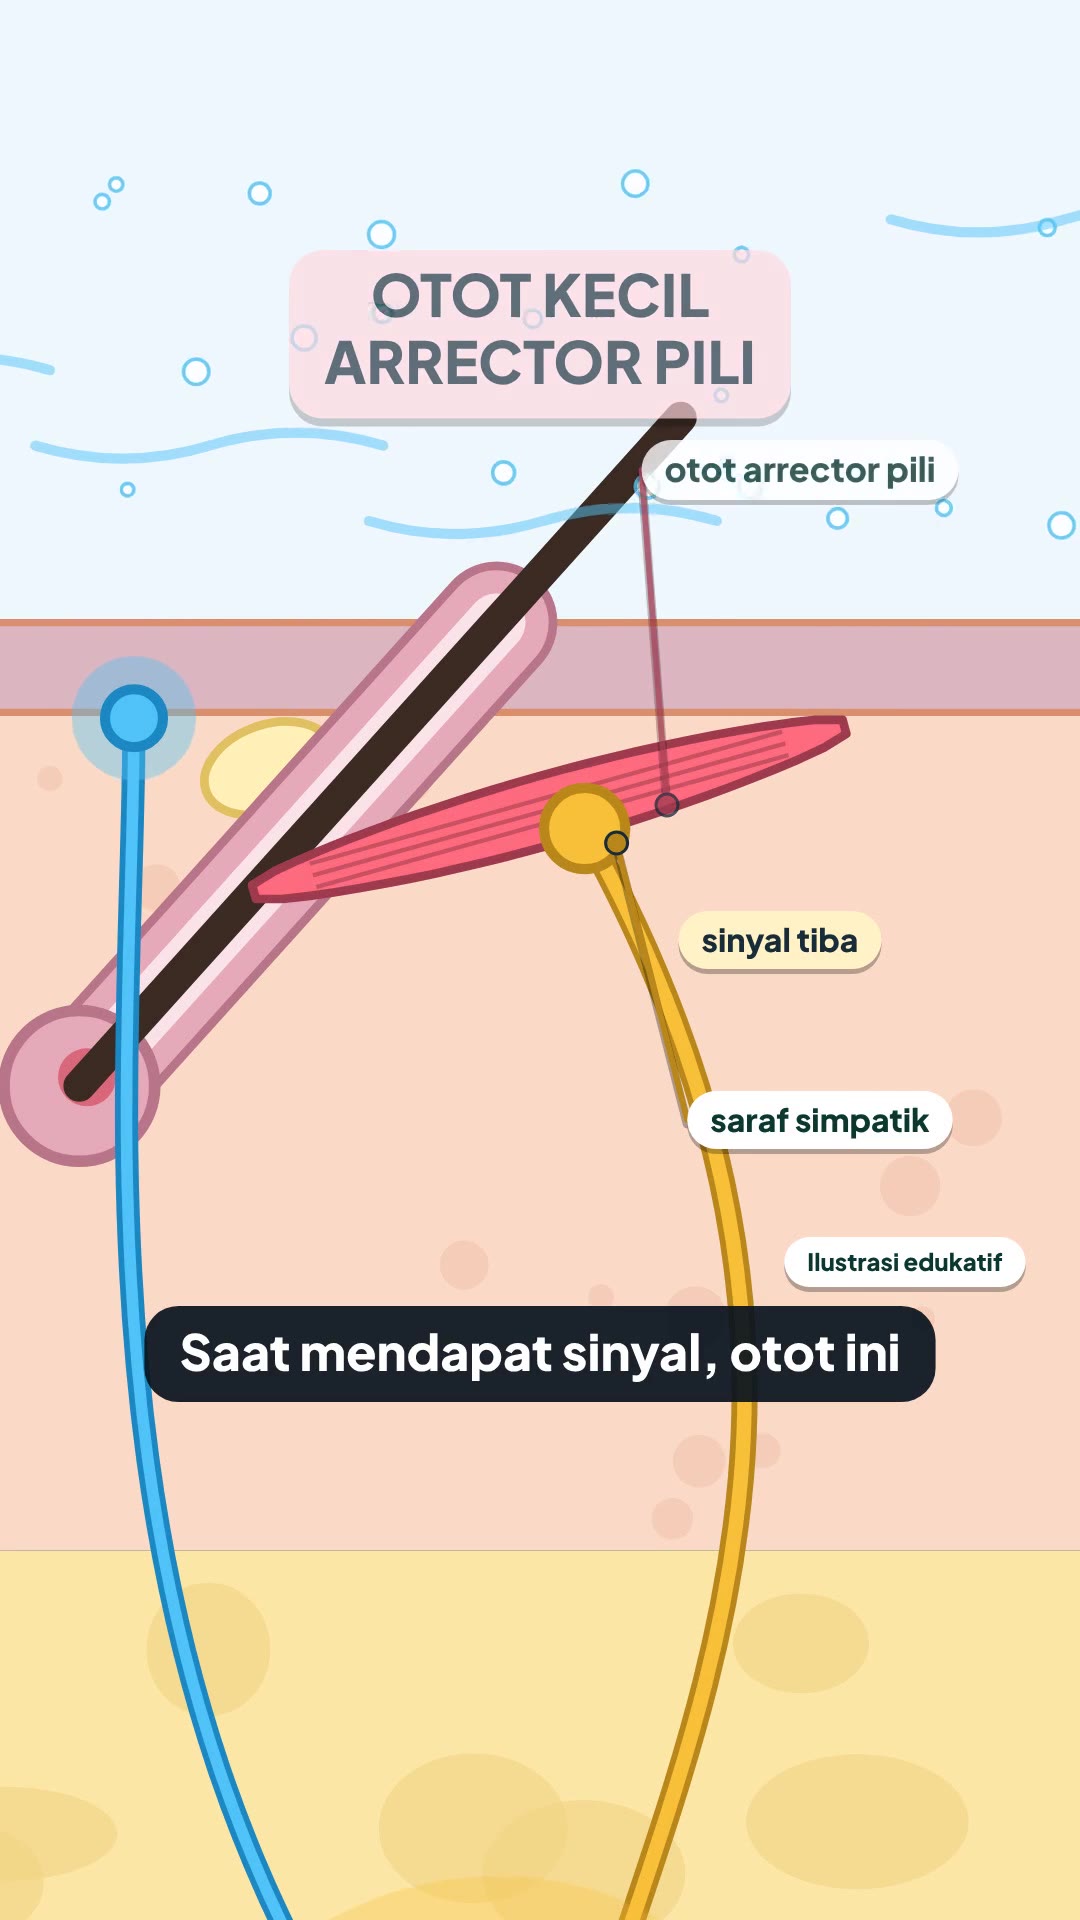 OTOT KECIL
ARRECTOR PILI
otot arrector pili
sinyal tiba
saraf simpatik
Ilustrasi edukatif
Saat mendapat sinyal, otot ini